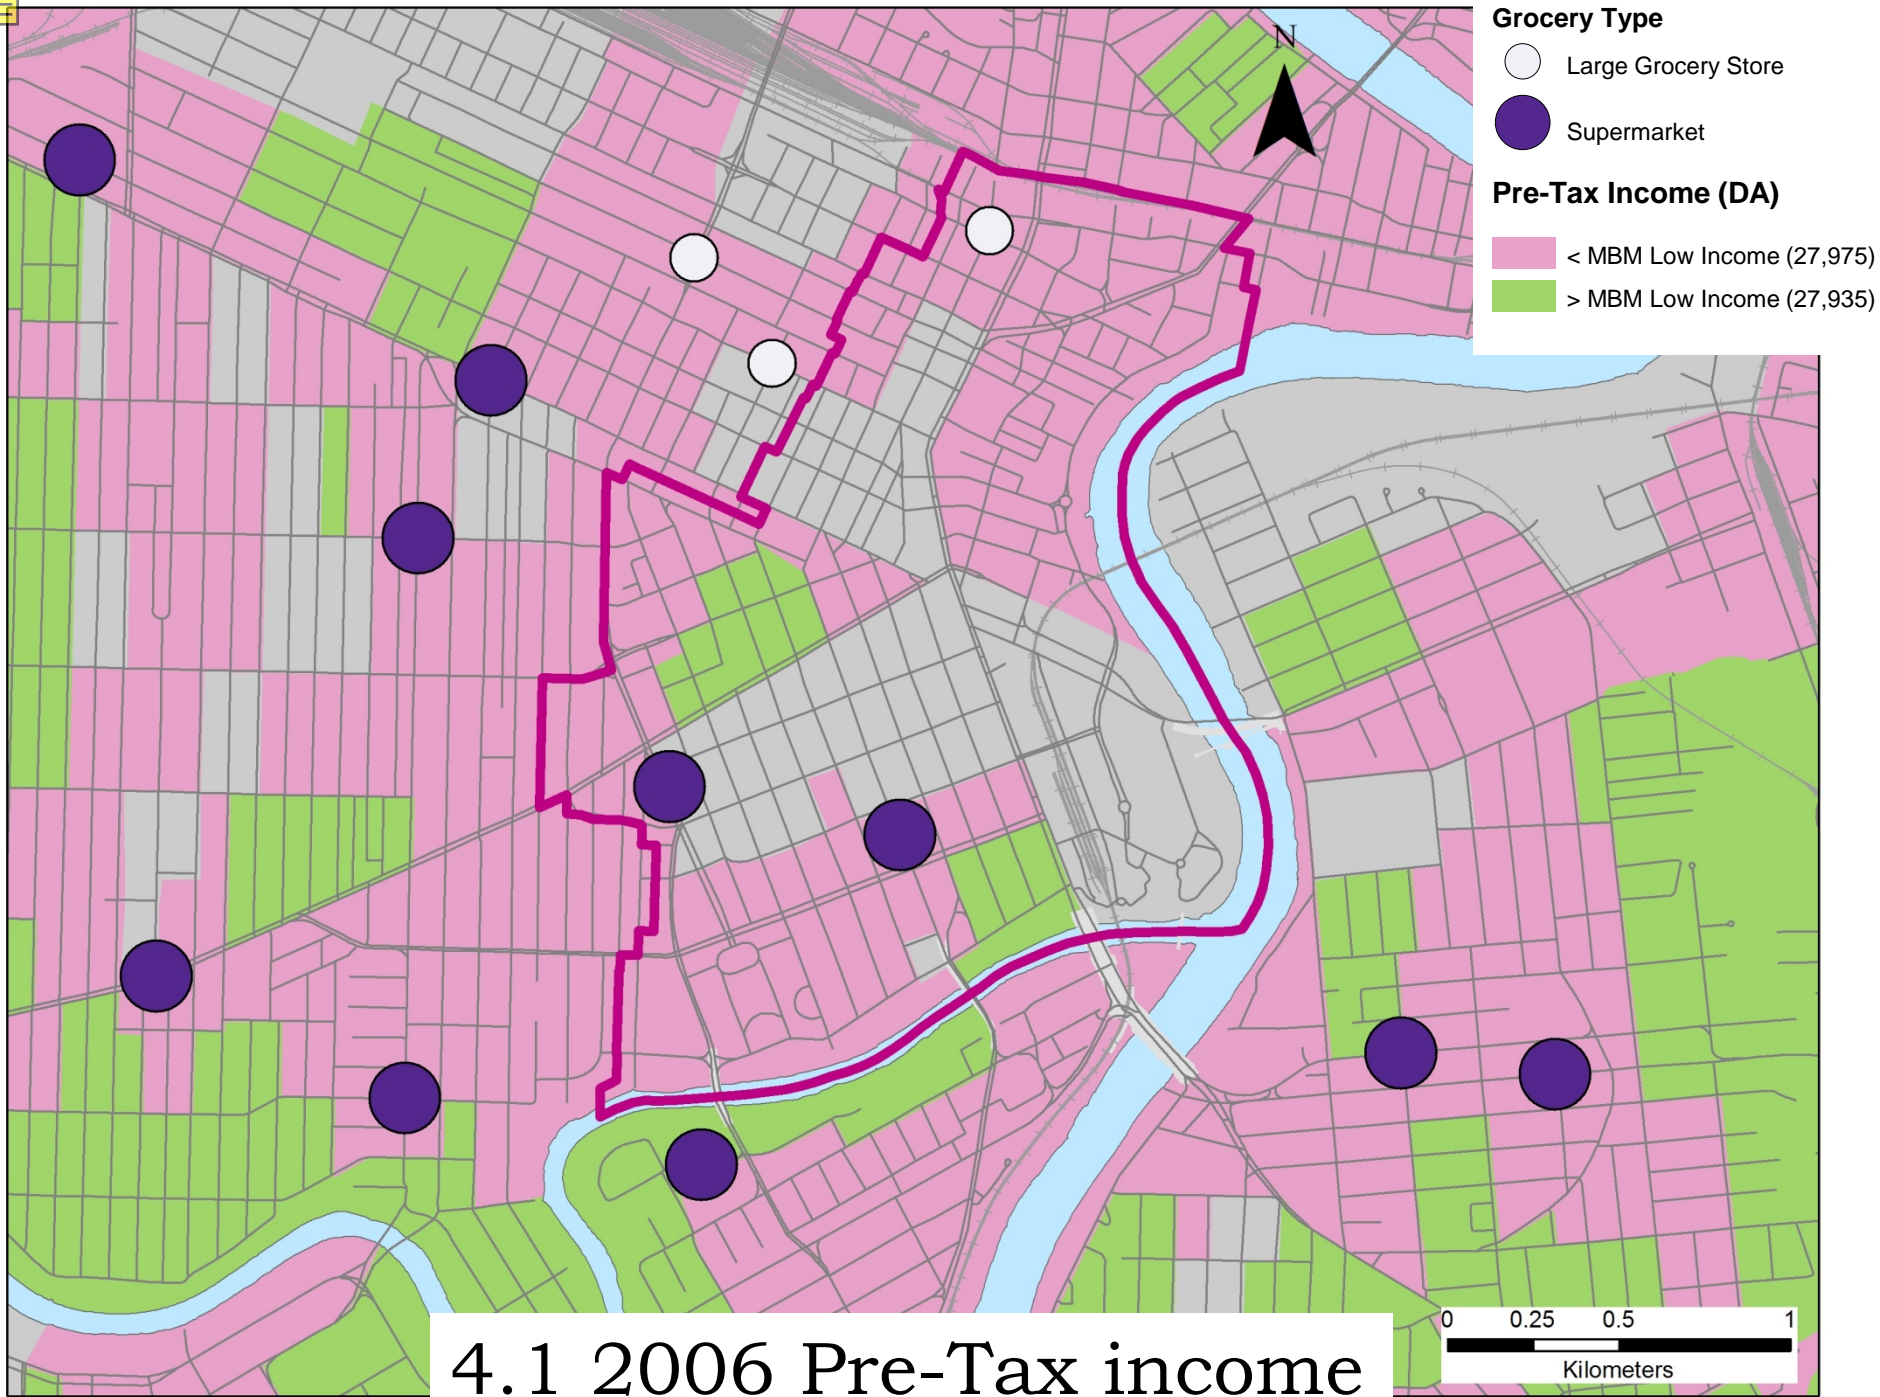 Grocery Type
Large Grocery Store
Supermarket
Pre-Tax Income (DA)
< MBM Low Income (27,975)
> MBM Low Income (27,935)
N
0 0.25 0.5 1
Kilometers
4.1 2006 Pre-Tax income